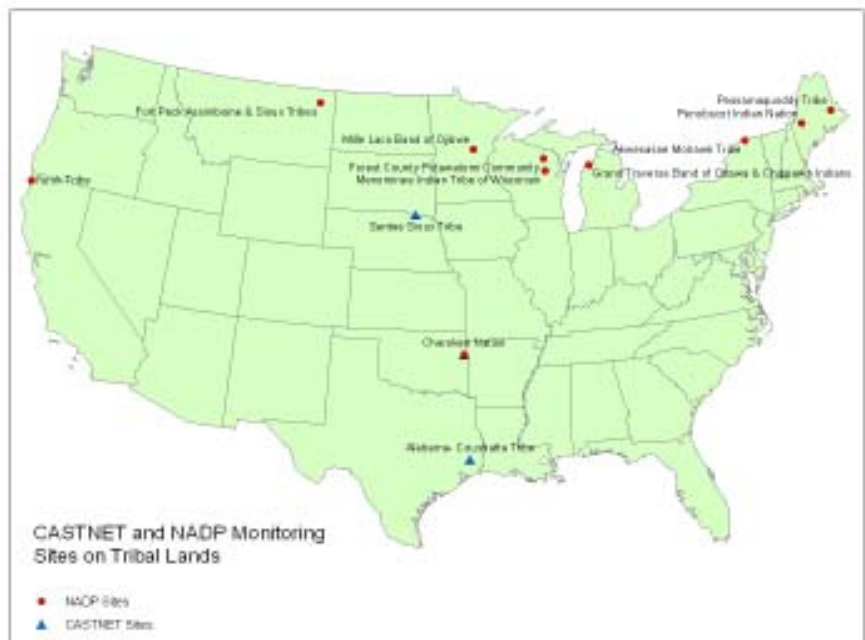 Passamaquoddy Tribe
Penobscot Indian Nation
Fort Peck Assiniboine & Sioux Tribes
Mille Lacs Band of Ojibwe
Akwesasne Mohawk Tribe
Forest County Potawatomi Community
Grand Traverse Band of Ottawa & Chippewa Indians
Menominee Indian Tribe of Wisconsin
Santee Sioux Tribe
Cherokee Nation
Alabama- Coushatta Tribe
CASTNET and NADP Monitoring
Sites on Tribal Lands
NADP Sites
CASTNET Sites